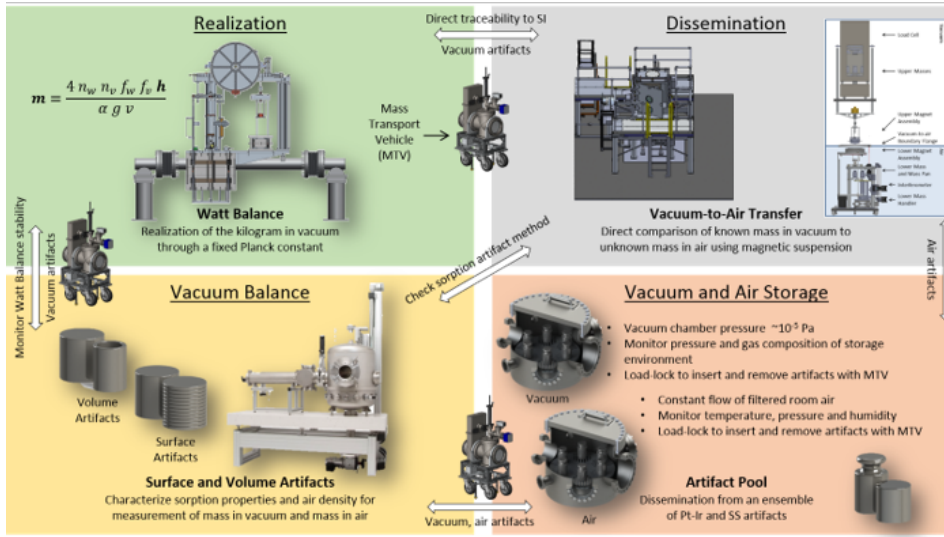 Realization
m = 4 n_w n_v f_w f_v h / α g v
Watt Balance
Realization of the kilogram in vacuum
through a fixed Planck constant
Direct traceability to SI
Vacuum artifacts
Mass
Transport
Vehicle
(MTV)
Dissemination
Load Cell
Upper Masses
Upper Magnet
Assembly
Vacuum-to-air
Boundary Flange
Lower Magnet
Assembly
Lower Mass
and Mass Pan
Interferometer
Lower Mass
Handler
Vacuum-to-Air Transfer
Direct comparison of known mass in vacuum to
unknown mass in air using magnetic suspension
Monitor Watt Balance stability
Vacuum artifacts
Check sorption artifact method
Air
artifacts
Vacuum Balance
Volume
Artifacts
Surface
Artifacts
Surface and Volume Artifacts
Characterize sorption properties and air density for
measurement of mass in vacuum and mass in air
Vacuum, air artifacts
Vacuum and Air Storage
• Vacuum chamber pressure ~10⁻⁵ Pa
• Monitor pressure and gas composition of storage
environment
• Load-lock to insert and remove artifacts with MTV
Vacuum
• Constant flow of filtered room air
• Monitor temperature, pressure and humidity
• Load-lock to insert and remove artifacts with MTV
Air
Artifact Pool
Dissemination from an ensemble
of Pt-Ir and SS artifacts